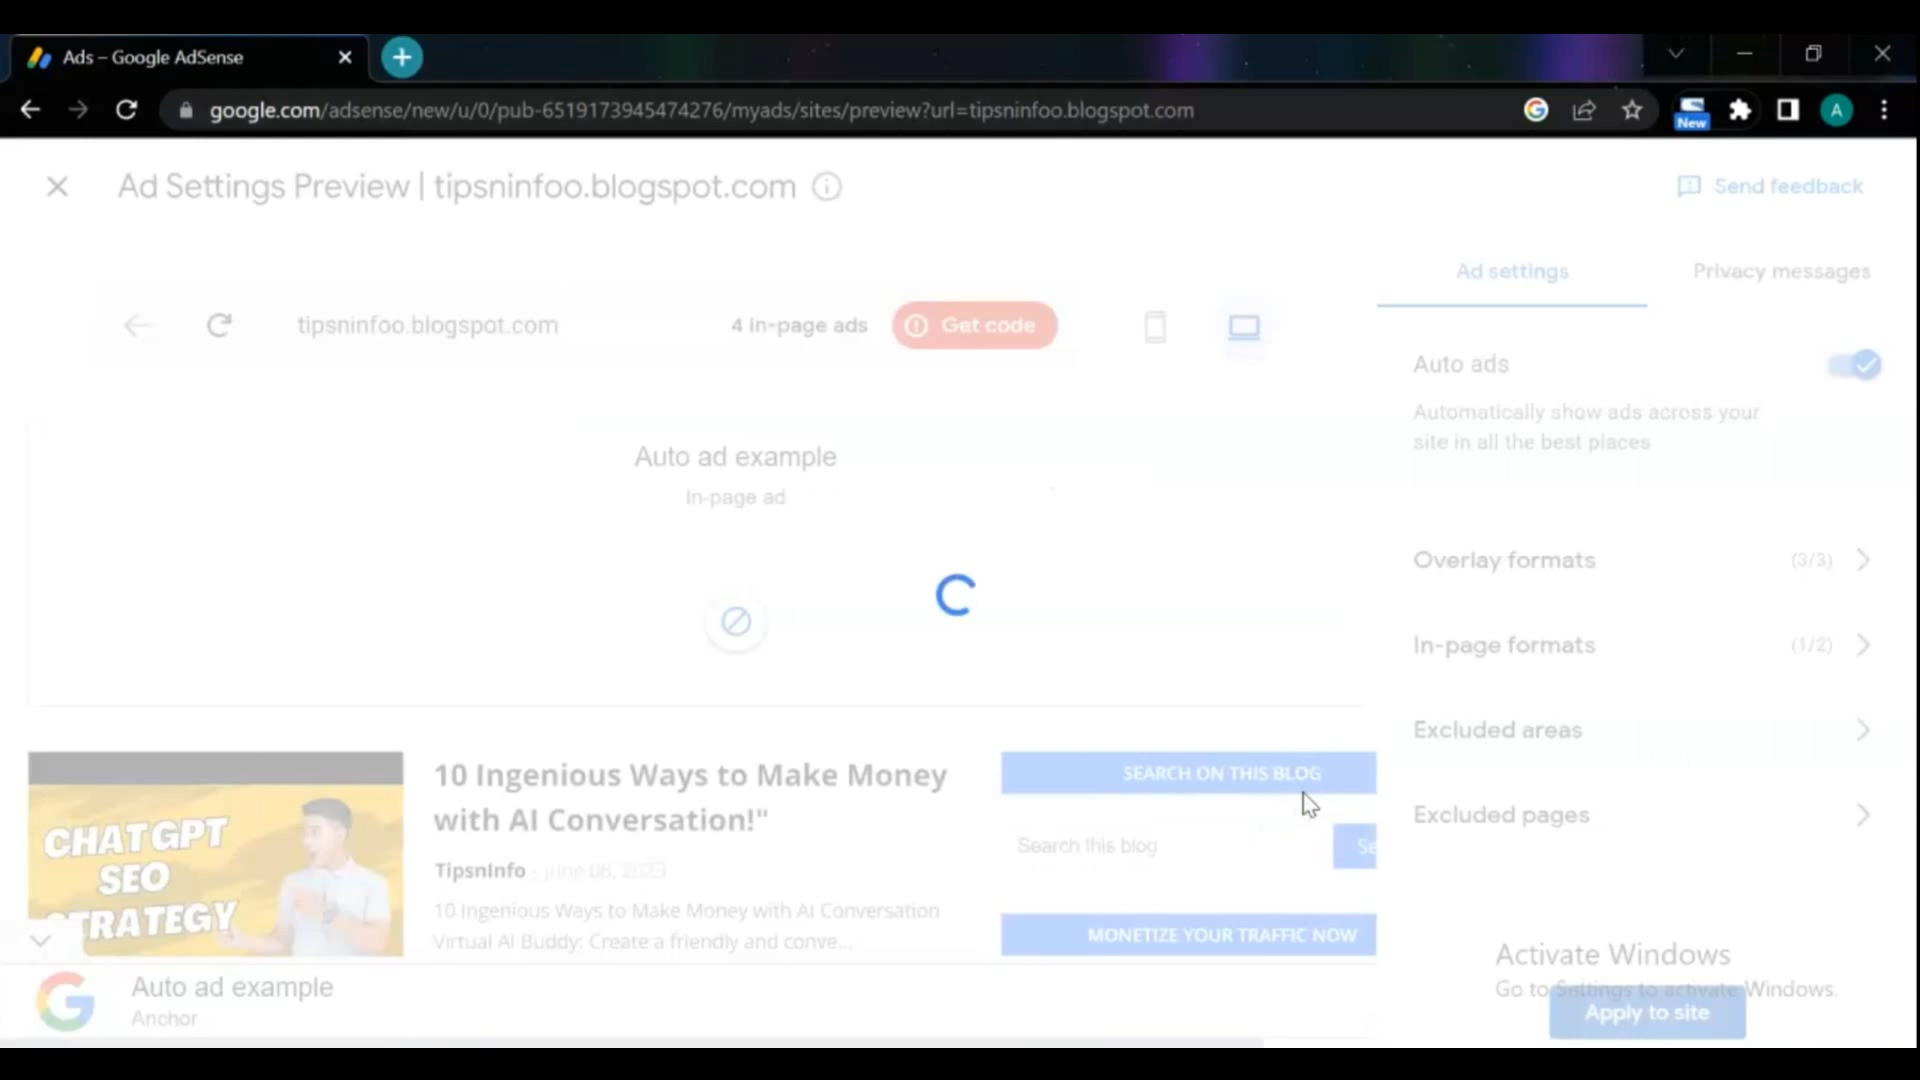 Ads – Google AdSense
google.com/adsense/new/u/0/pub-6519173945474276/myads/sites/preview?url=tipsninfoo.blogspot.com
New
A
Ad Settings Preview | tipsninfoo.blogspot.com
Send feedback
Ad settings
Privacy messages
tipsninfoo.blogspot.com
4 in-page ads
Get code
Auto ads
Automatically show ads across your
site in all the best places
Auto ad example
In-page ad
Overlay formats (3/3)
In-page formats (1/2)
Excluded areas
Excluded pages
CHATGPT
SEO
STRATEGY
10 Ingenious Ways to Make Money
with AI Conversation!"
TipsnInfo - June 08, 2023
10 Ingenious Ways to Make Money with AI Conversation
Virtual AI Buddy: Create a friendly and conve...
SEARCH ON THIS BLOG
Search this blog
Se
MONETIZE YOUR TRAFFIC NOW
Auto ad example
Anchor
Activate Windows
Go to Settings to activate Windows.
Apply to site